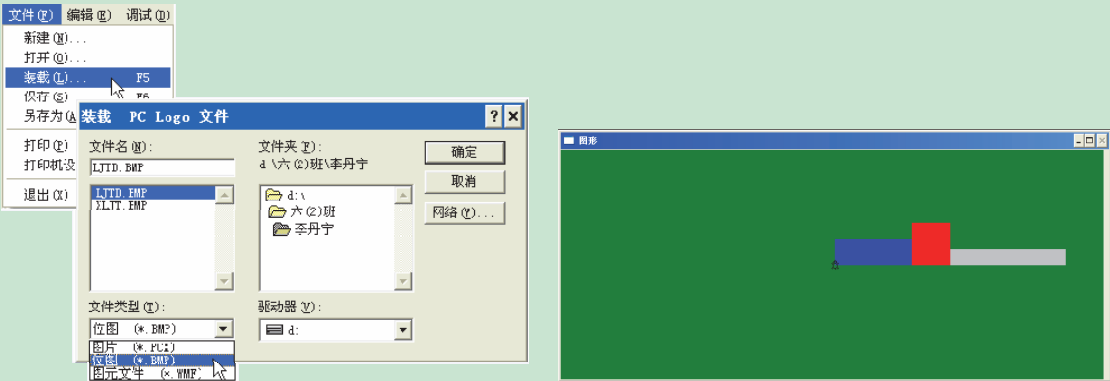 文件(F) 编辑(E) 调试(D)
新建(N)...
打开(O)...
装载(L)... F5
保存(S) F6
另存为(A
打印(P)
打印机设
退出(X)
装载 PC Logo 文件
文件名(N):
LJTD.BMP
LJTD.BMP
文件夹(F):
d \六(2)班\李丹宁
d:\
六(2)班
李丹宁
确定
取消
网络(Y)...
文件类型(T):
位图 (*.BMP)
图片 (*.PCX)
位图 (*.BMP)
图元文件 (*.WMF)
驱动器(V):
d:
图形